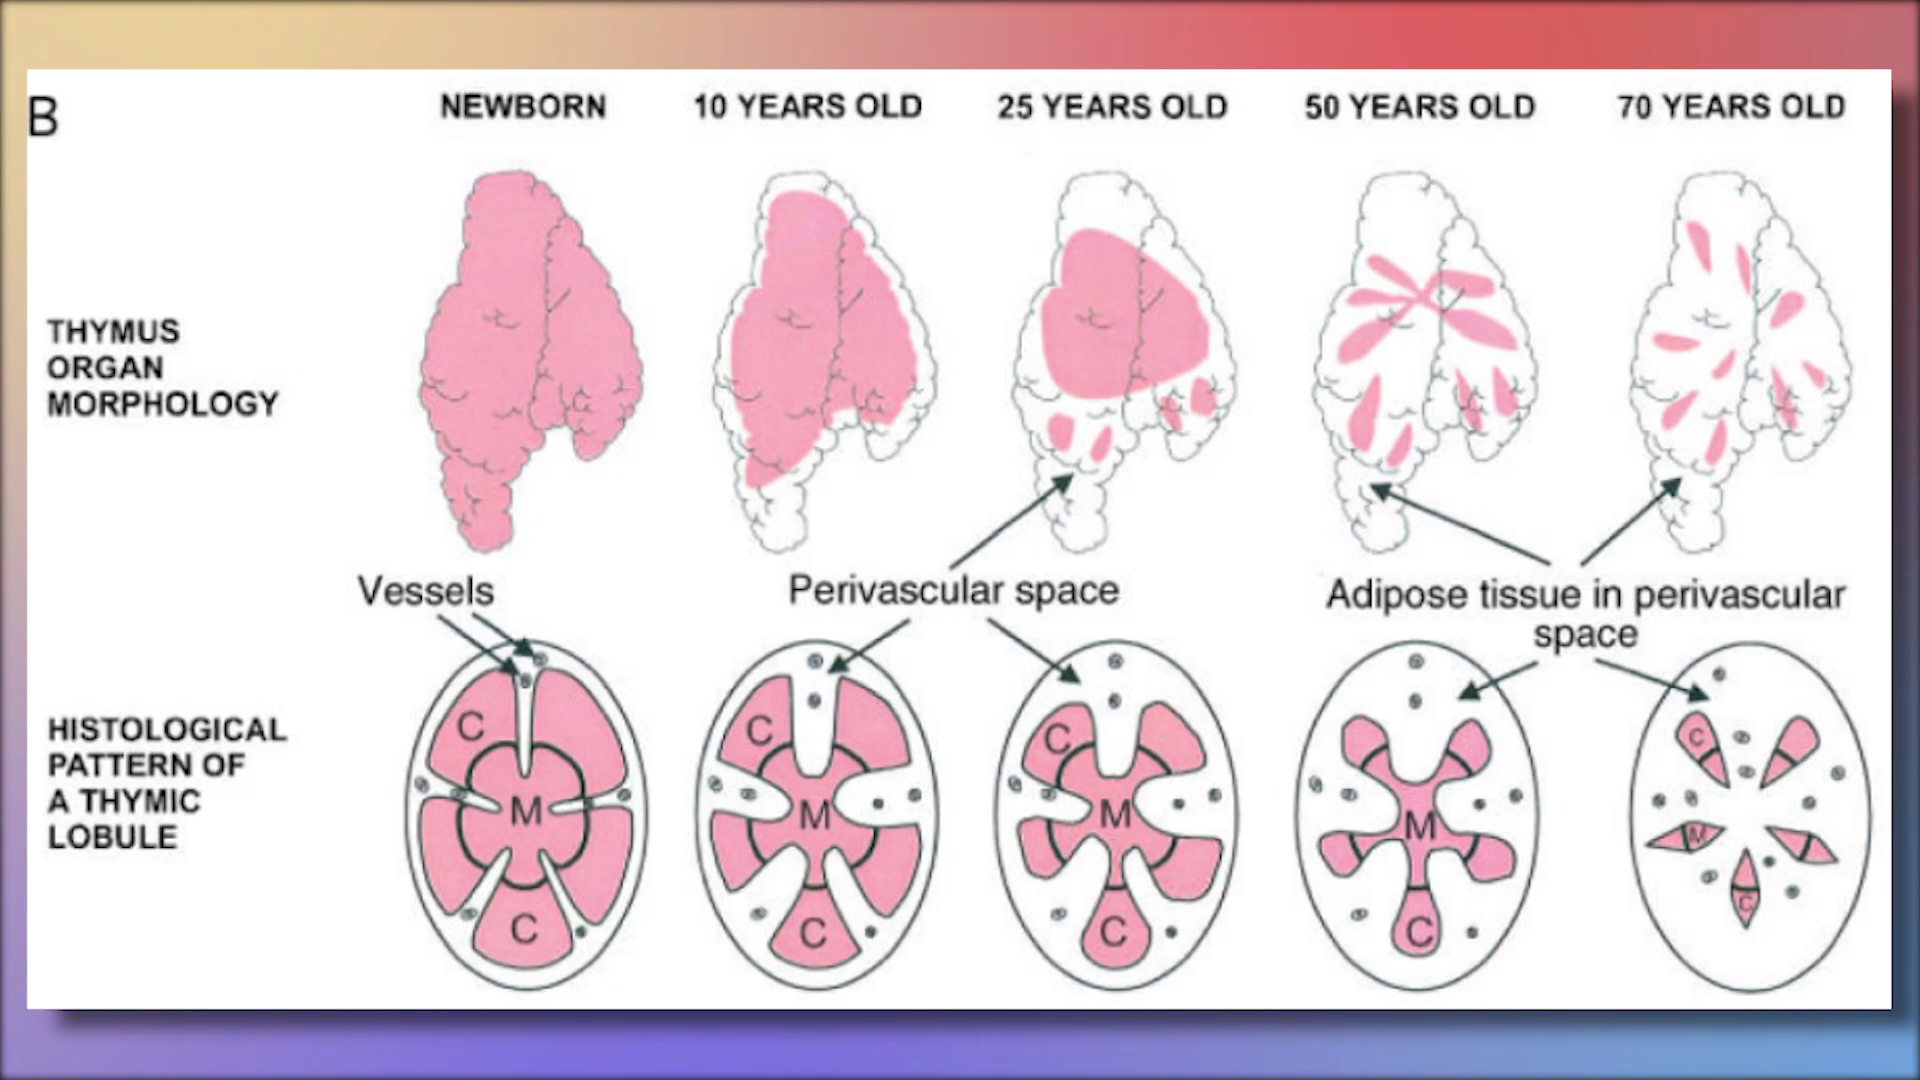 B
NEWBORN
10 YEARS OLD
25 YEARS OLD
50 YEARS OLD
70 YEARS OLD
THYMUS
ORGAN
MORPHOLOGY
Vessels
Perivascular space
Adipose tissue in perivascular
space
HISTOLOGICAL
PATTERN OF
A THYMIC
LOBULE
C
M
C
C
M
C
C
M
C
M
C
C
M
C